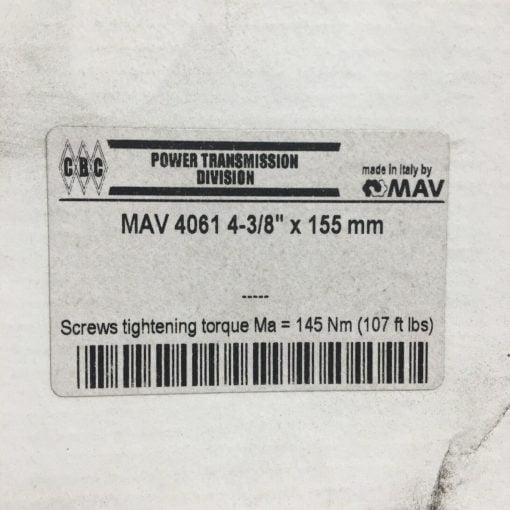 CBC
POWER TRANSMISSION
DIVISION
made in Italy by
MAV
MAV 4061 4-3/8" x 155 mm
-----
Screws tightening torque Ma = 145 Nm (107 ft lbs)